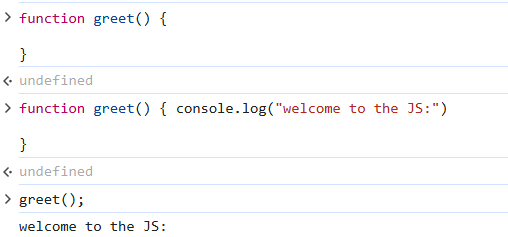 function greet() {
}
undefined
function greet() { console.log("welcome to the JS:")
}
undefined
greet();
welcome to the JS: